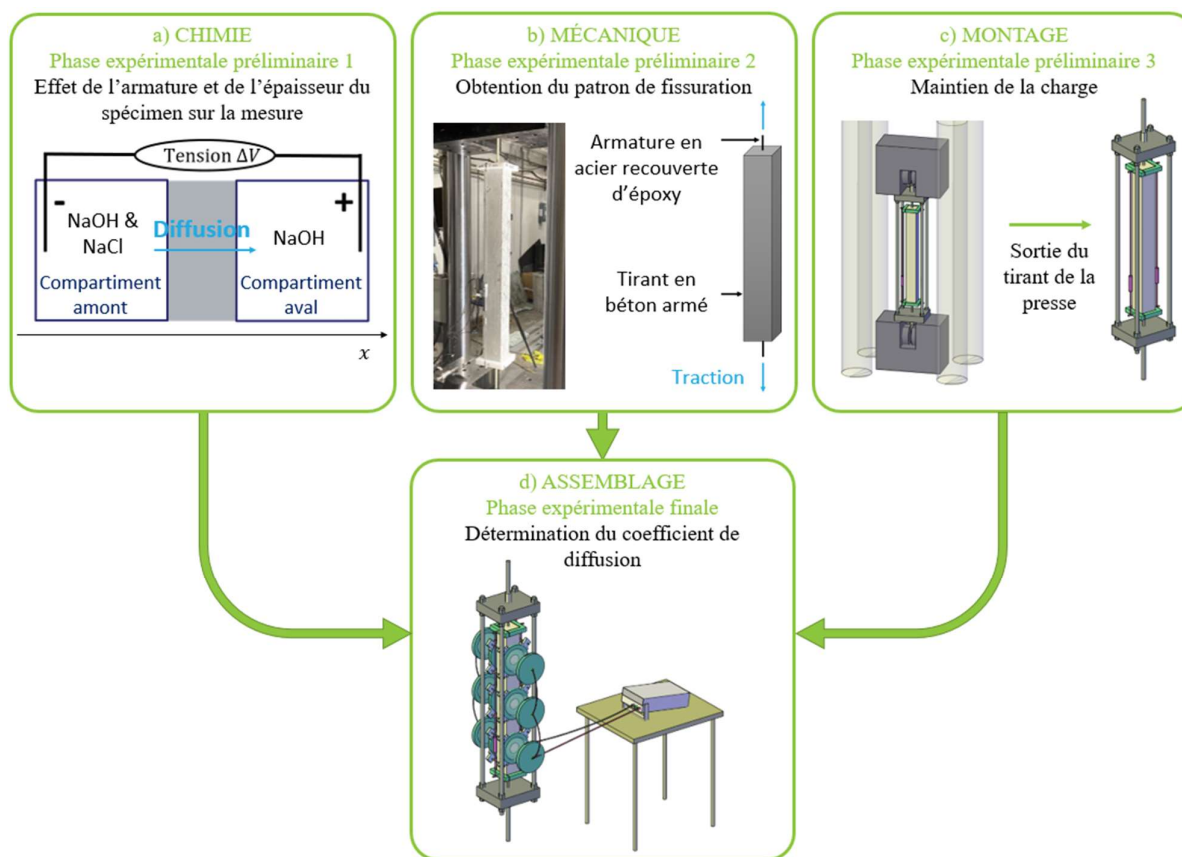 a) CHIMIE
Phase expérimentale préliminaire 1
Effet de l’armature et de l’épaisseur du
spécimen sur la mesure
Tension ΔV
-
+
NaOH &
NaCl
Diffusion
NaOH
Compartiment
amont
Compartiment
aval
x
b) MÉCANIQUE
Phase expérimentale préliminaire 2
Obtention du patron de fissuration
Armature en
acier recouverte
d’époxy
Tirant en
béton armé
Traction
c) MONTAGE
Phase expérimentale préliminaire 3
Maintien de la charge
Sortie du
tirant de la
presse
d) ASSEMBLAGE
Phase expérimentale finale
Détermination du coefficient de
diffusion